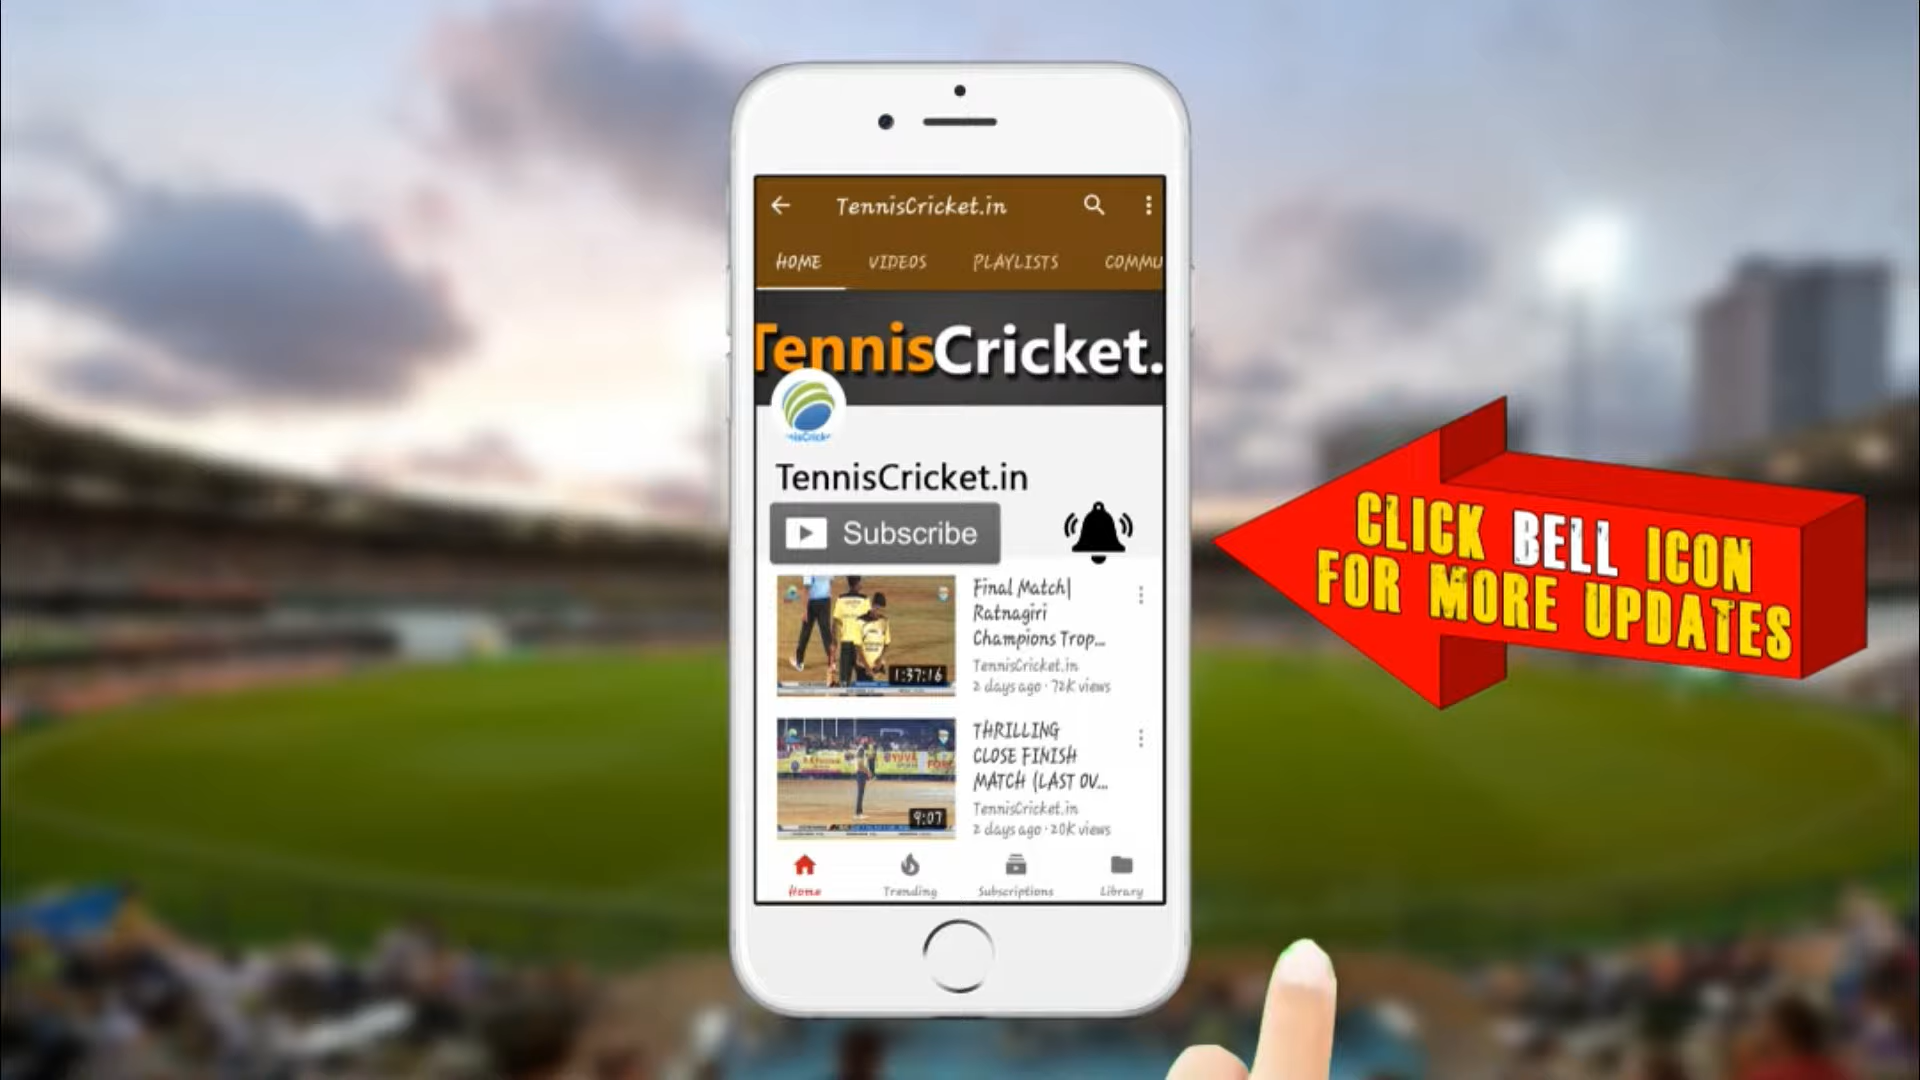 TennisCricket.in
HOME VIDEOS PLAYLISTS COMMU
TennisCricket.
TennisCricket.in
Subscribe
Final Match|
Ratnagiri
Champions Trop...
TennisCricket.in
2 days ago · 72K views
1:37:16
THRILLING
CLOSE FINISH
MATCH (LAST OV...
TennisCricket.in
2 days ago · 20K views
9:07
Home Trending Subscriptions Library
CLICK BELL ICON
FOR MORE UPDATES